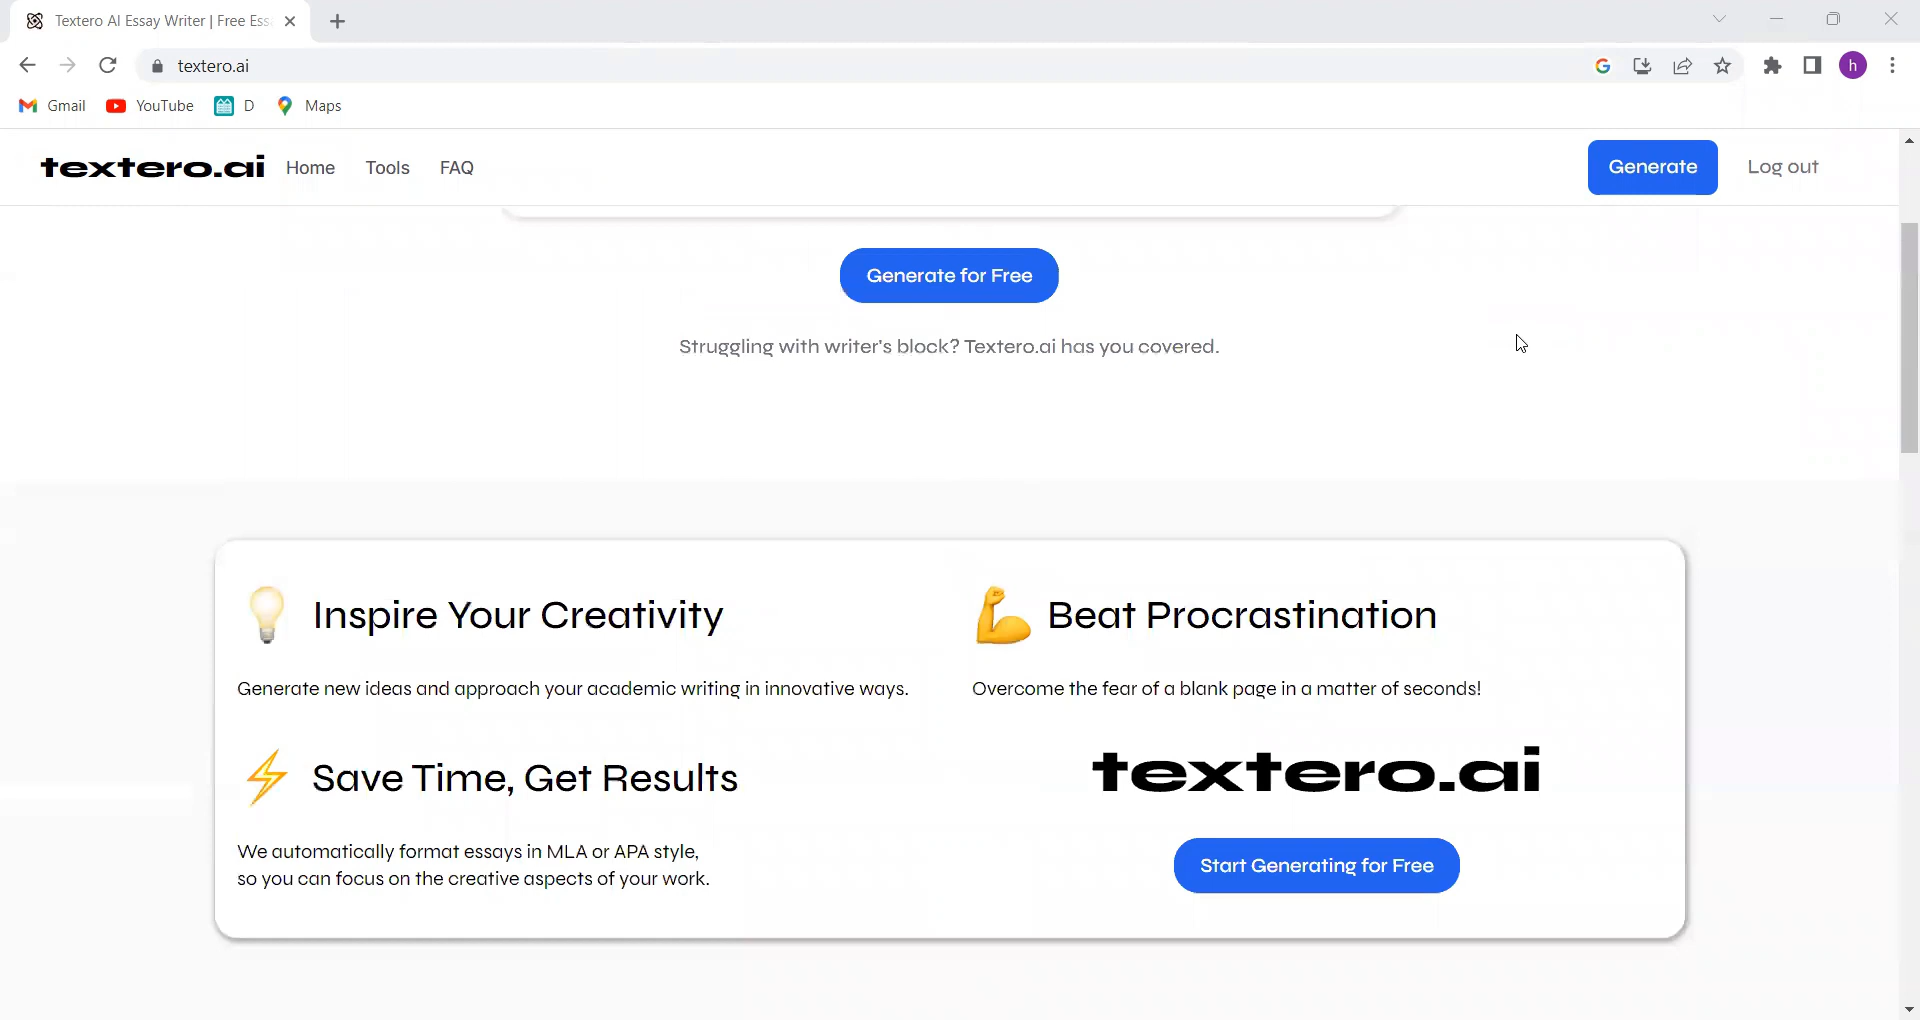 Textero AI Essay Writer | Free Ess
textero.ai
h
Gmail
YouTube
D
Maps
textero.ai
Home
Tools
FAQ
Generate
Log out
Generate for Free
Struggling with writer's block? Textero.ai has you covered.
Inspire Your Creativity
Generate new ideas and approach your academic writing in innovative ways.
Beat Procrastination
Overcome the fear of a blank page in a matter of seconds!
Save Time, Get Results
We automatically format essays in MLA or APA style,
so you can focus on the creative aspects of your work.
textero.ai
Start Generating for Free